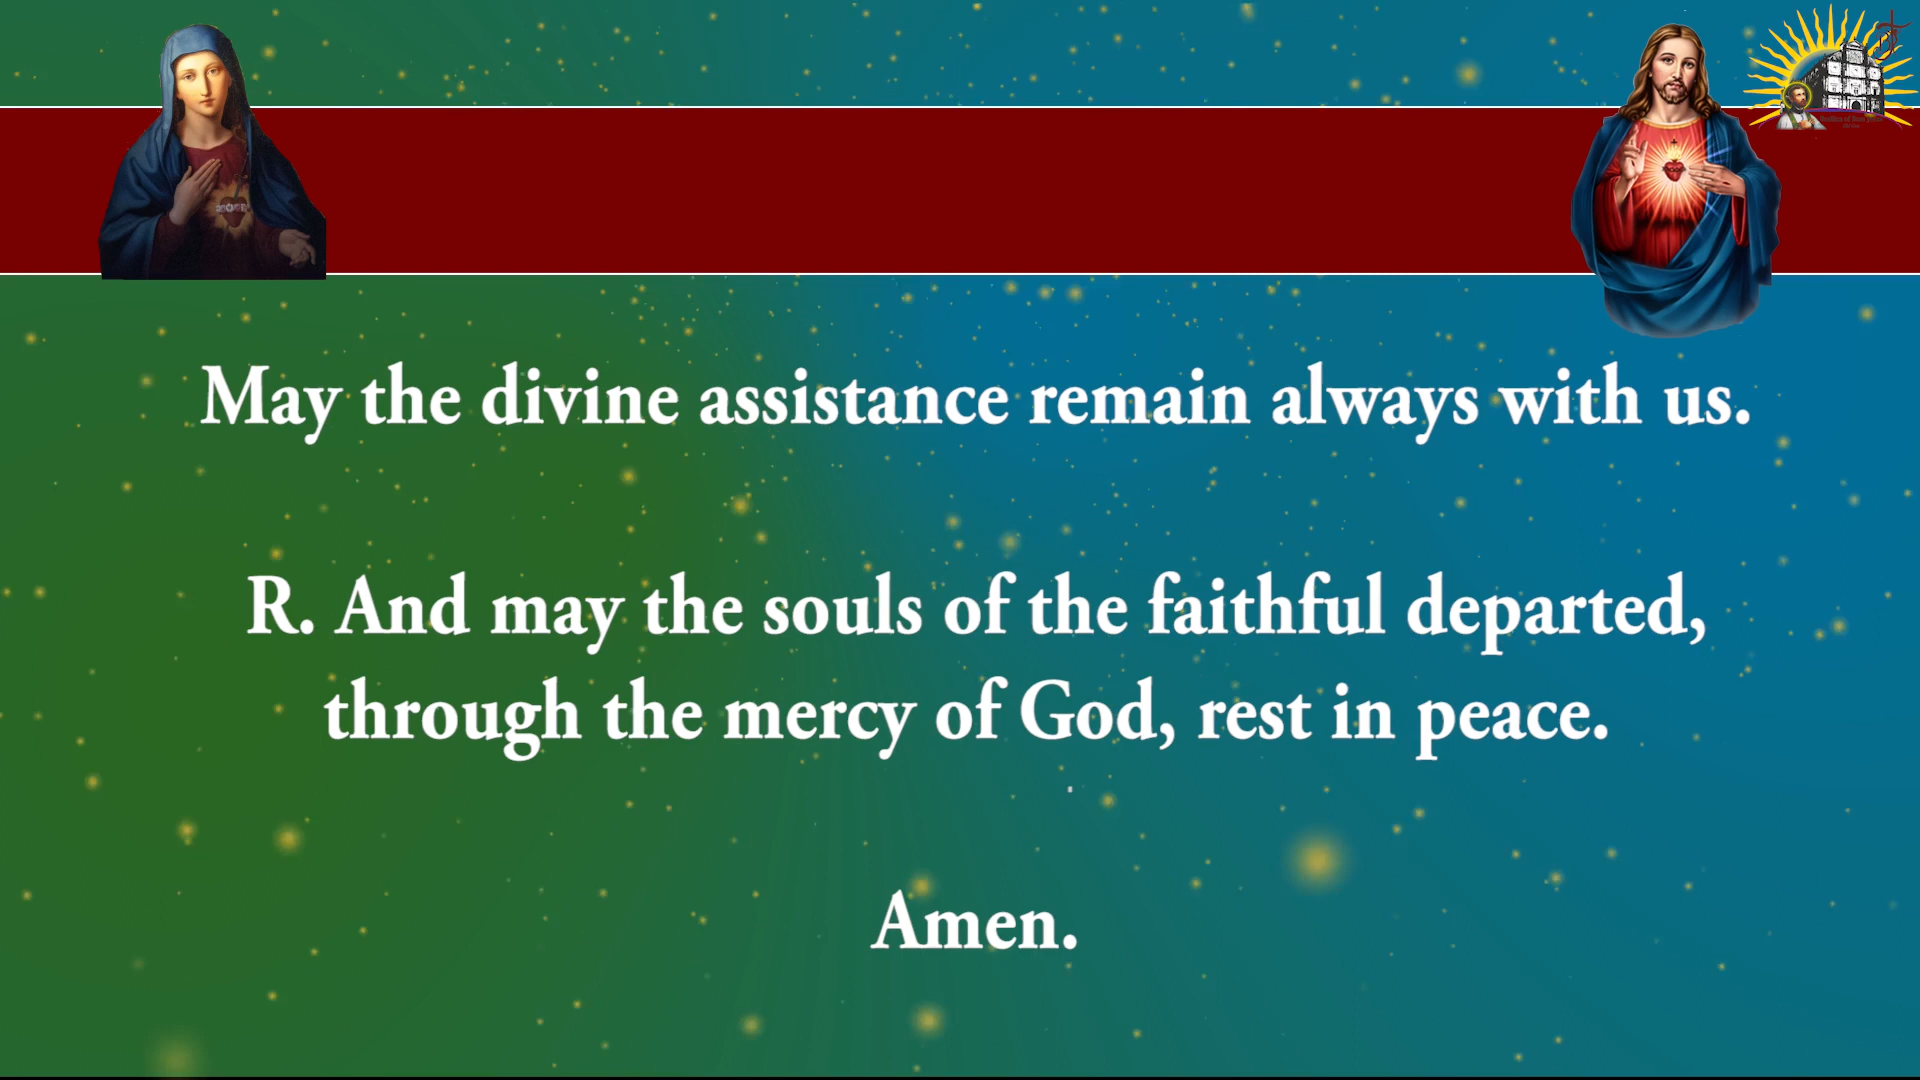 May the divine assistance remain always with us.
R. And may the souls of the faithful departed,
through the mercy of God, rest in peace.
Amen.